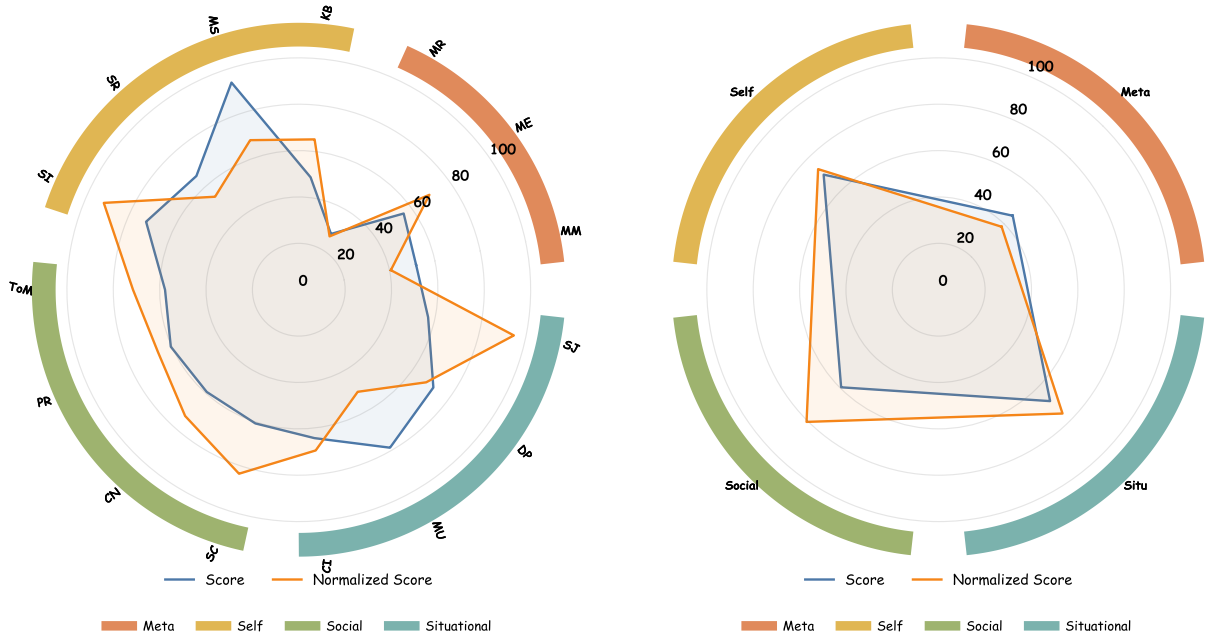 KB
MS
SR
SI
MR
ME
MM
100
80
60
40
20
0
ToM
PR
CN
SC
SJ
DP
MU
CI
Score
Normalized Score
Meta
Self
Social
Situational
Self
Meta
100
80
60
40
20
0
Social
Situ
Score
Normalized Score
Meta
Self
Social
Situational